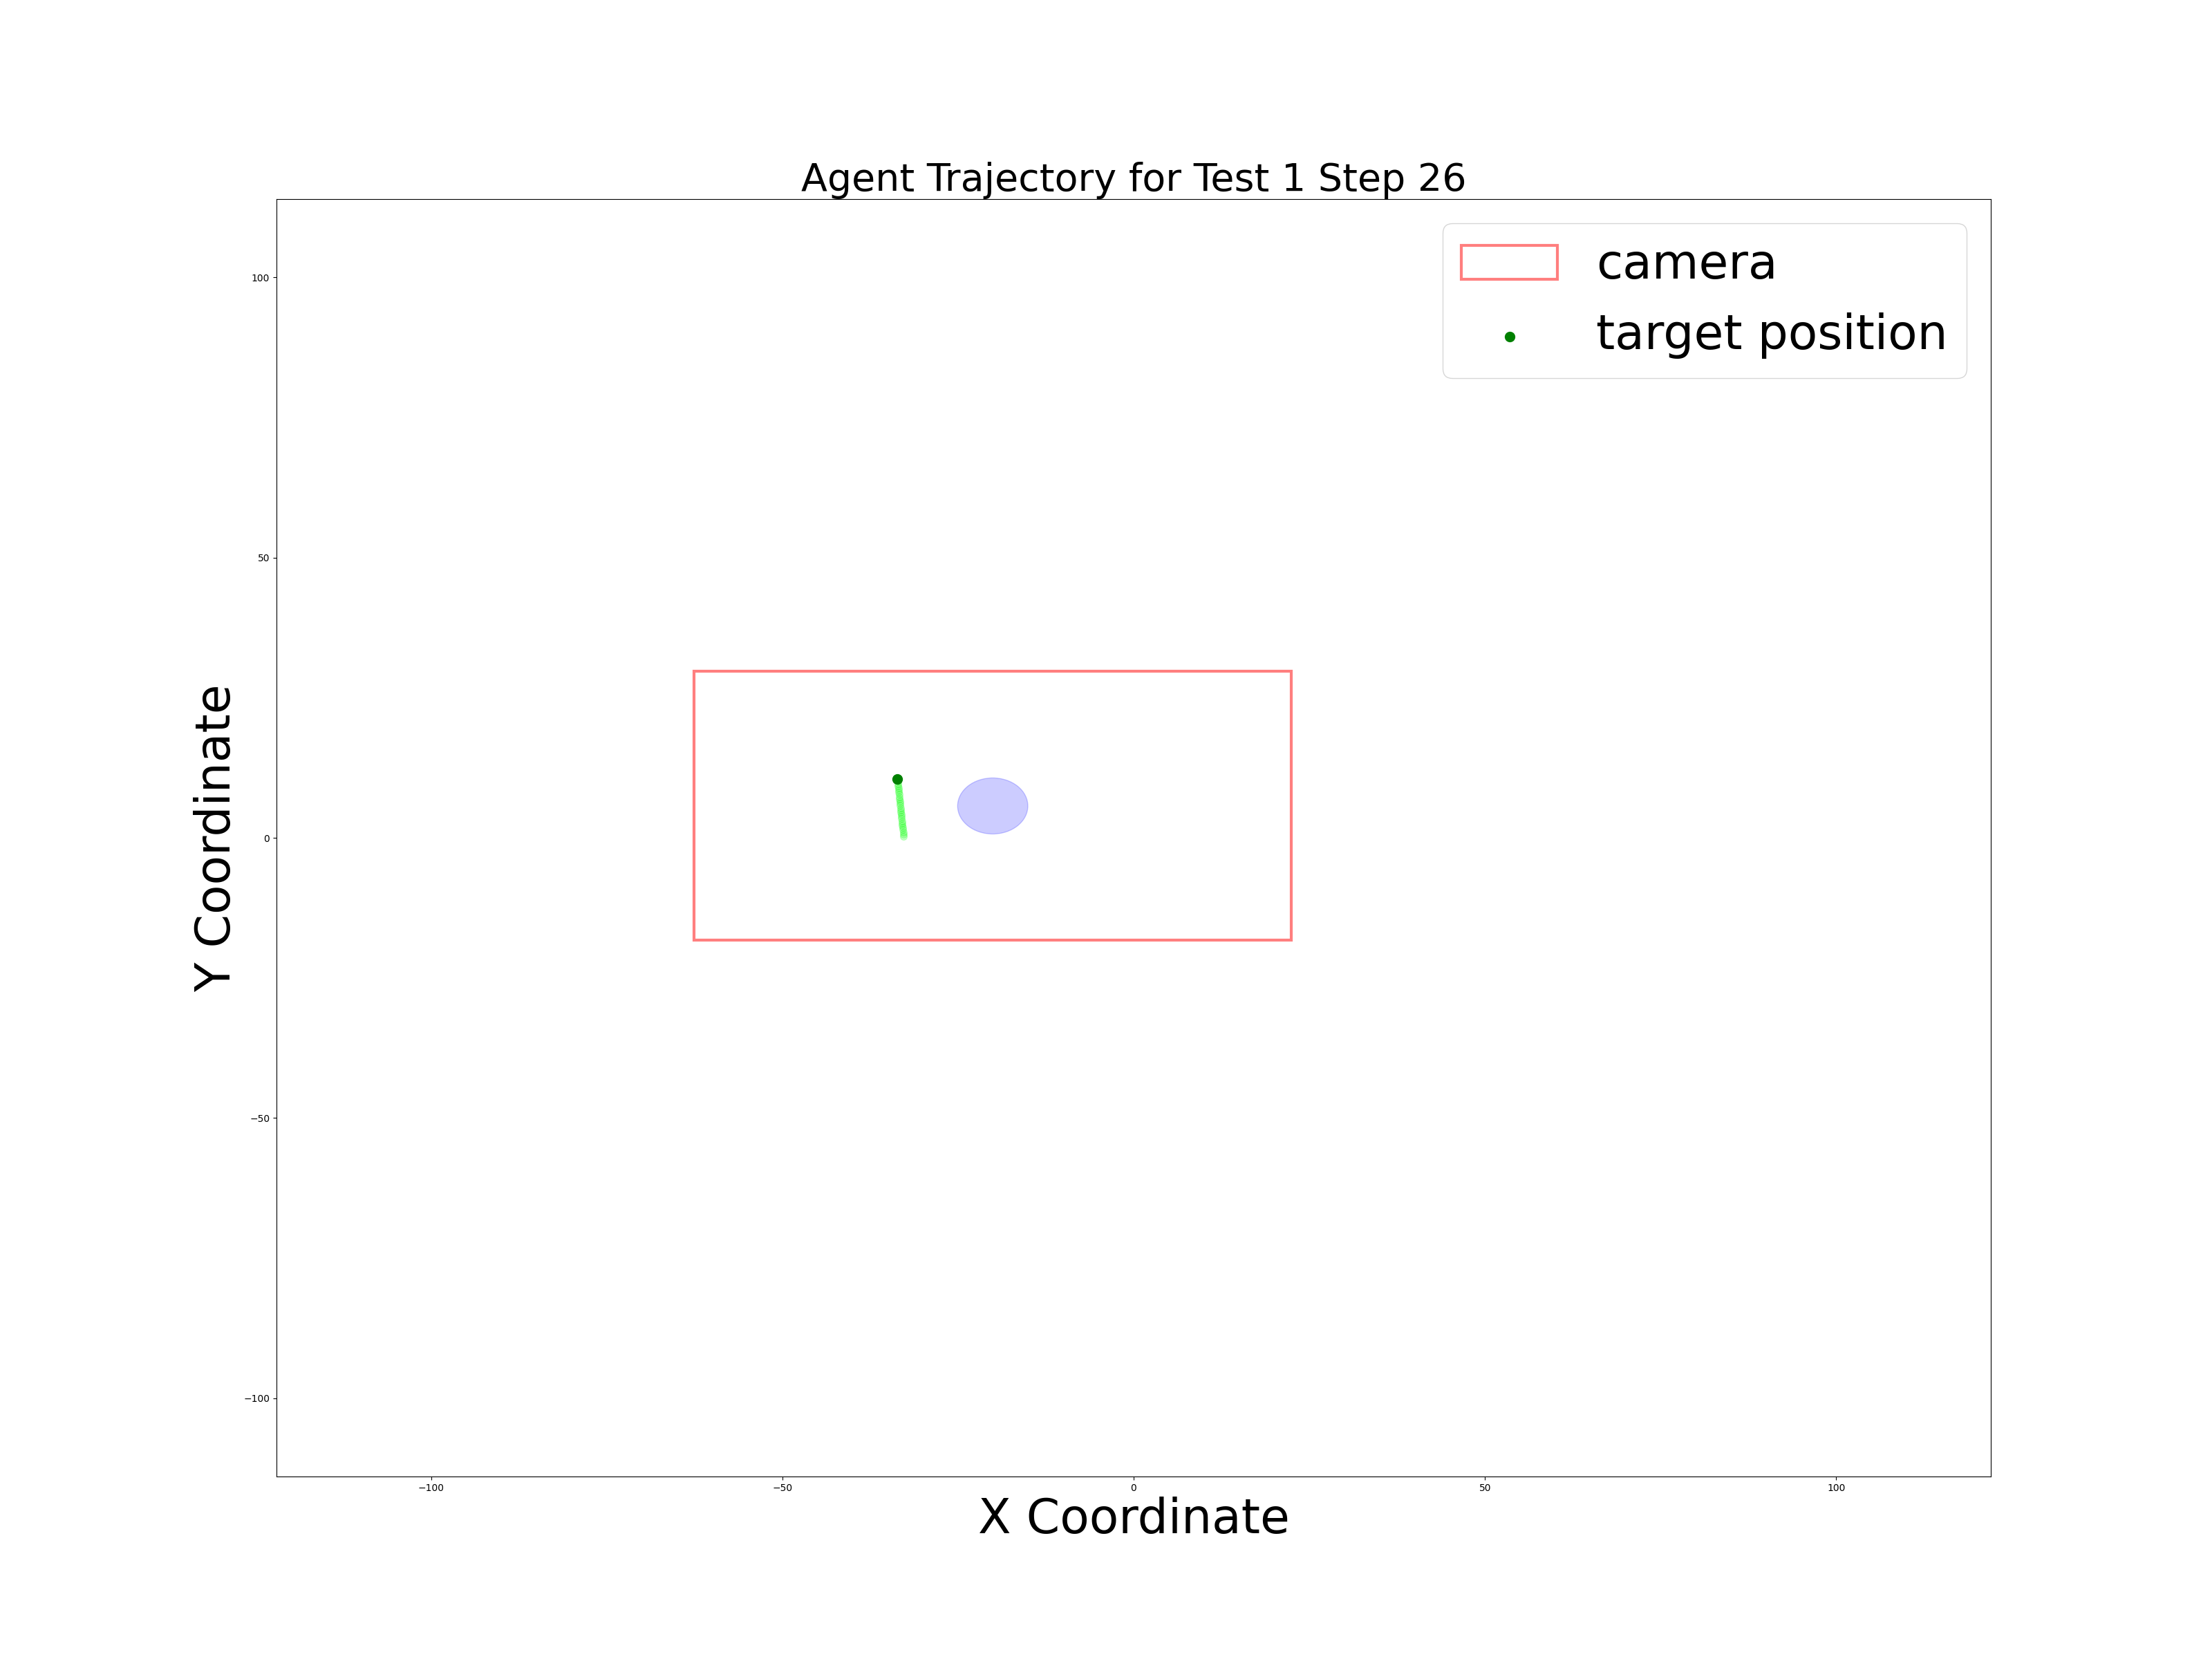 Agent Trajectory for Test 1 Step 26
camera
target position
100
50
0
−50
−100
Y Coordinate
−100
−50
0
50
100
X Coordinate